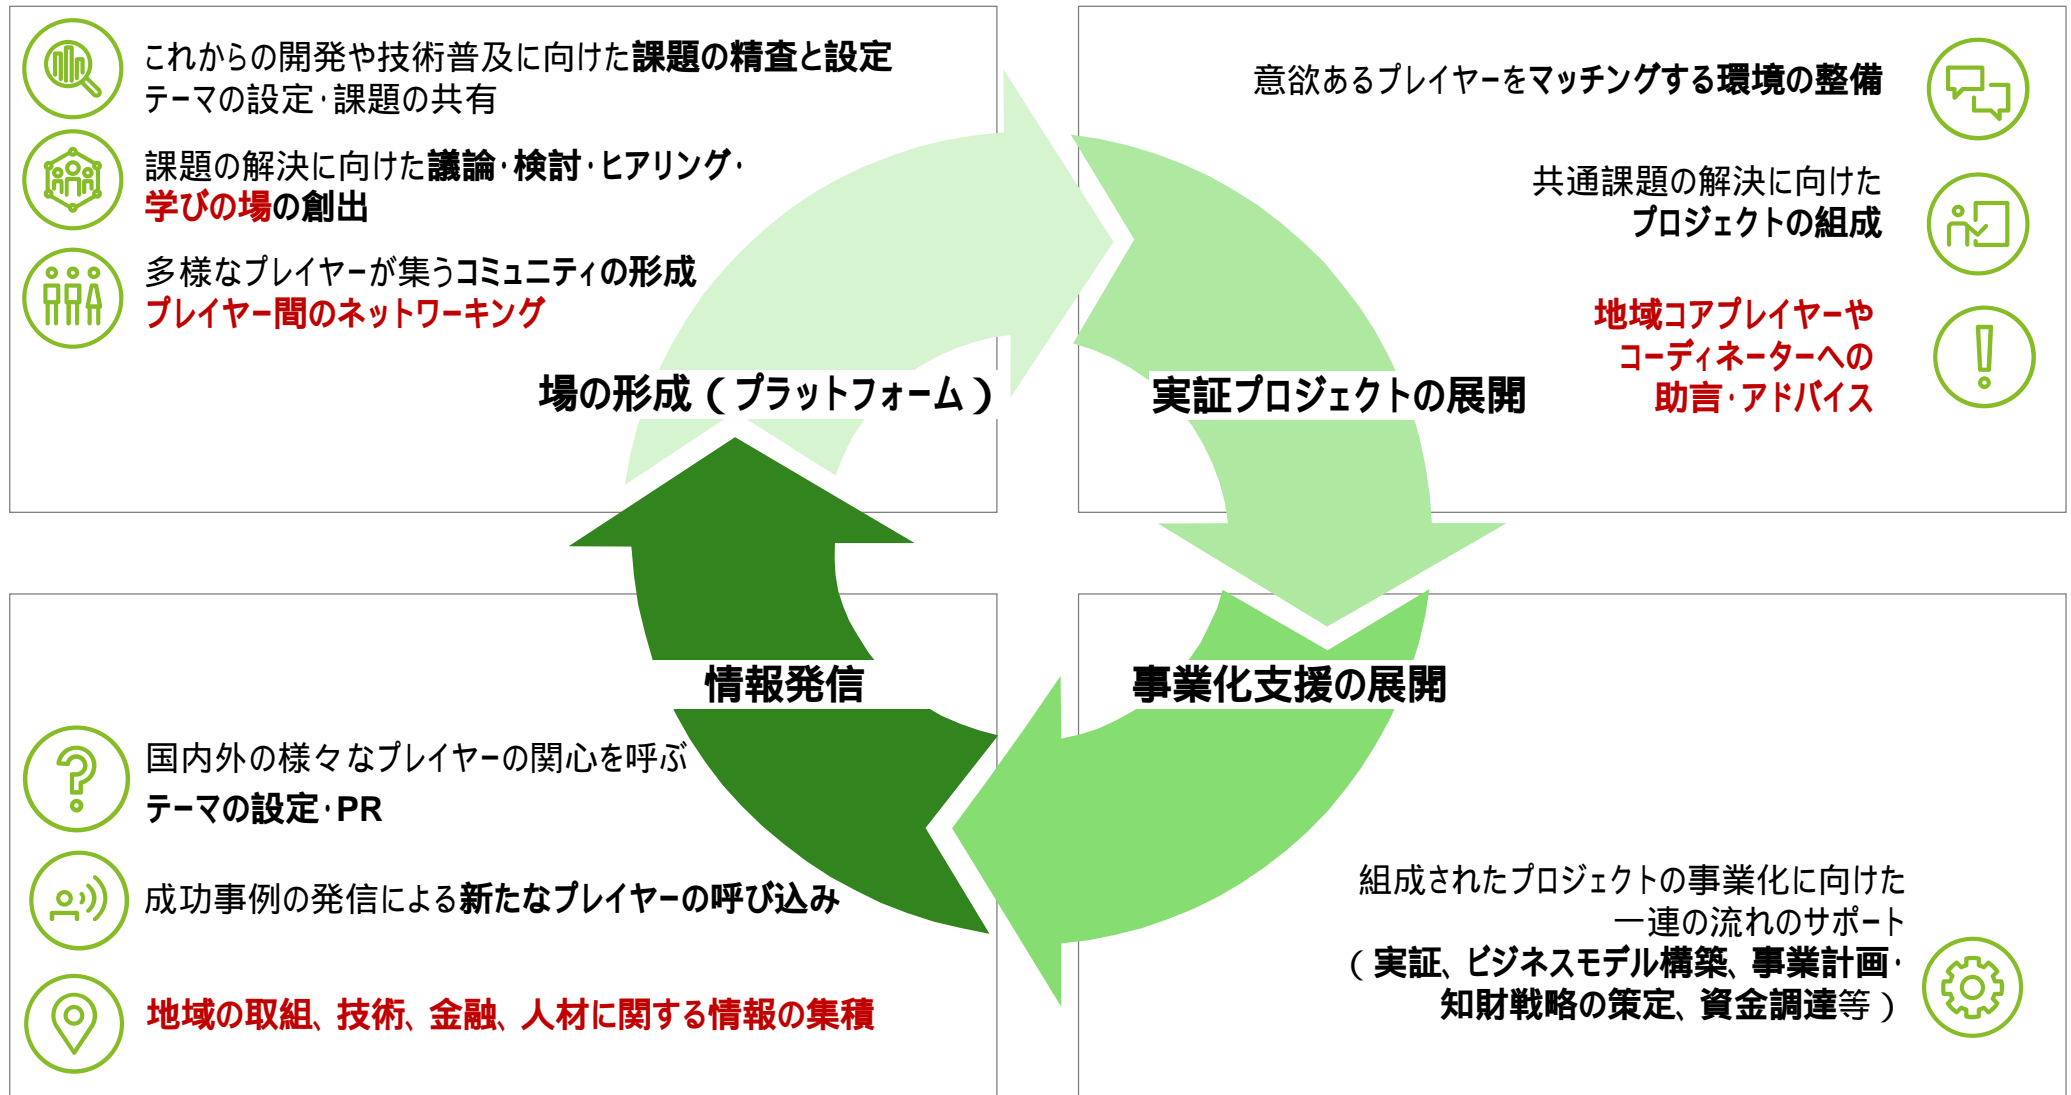 これからの開発や技術普及に向けた課題の精査と設定
テーマの設定・課題の共有
課題の解決に向けた議論・検討・ヒアリング・
学びの場の創出
多様なプレイヤーが集うコミュニティの形成
プレイヤー間のネットワーキング
場の形成（プラットフォーム）
意欲あるプレイヤーをマッチングする環境の整備
共通課題の解決に向けた
プロジェクトの組成
地域コアプレイヤーや
コーディネーターへの
助言・アドバイス
実証プロジェクトの展開
情報発信
国内外の様々なプレイヤーの関心を呼ぶ
テーマの設定・PR
成功事例の発信による新たなプレイヤーの呼び込み
地域の取組、技術、金融、人材に関する情報の集積
事業化支援の展開
組成されたプロジェクトの事業化に向けた
一連の流れのサポート
（実証、ビジネスモデル構築、事業計画・
知財戦略の策定、資金調達等）